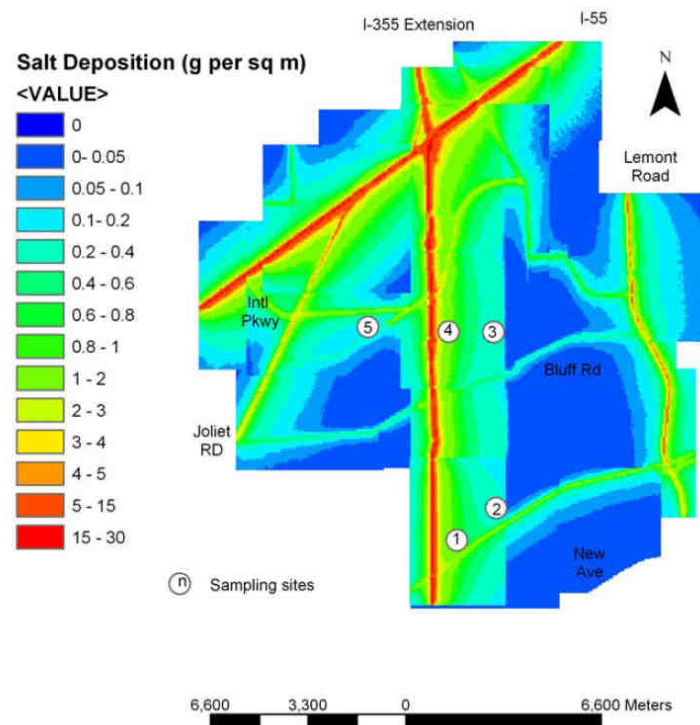 I-355 Extension
I-55
Salt Deposition (g per sq m)
<VALUE>
0
0- 0.05
0.05 - 0.1
0.1- 0.2
0.2 - 0.4
0.4 - 0.6
0.6 - 0.8
0.8 - 1
1 - 2
2 - 3
3 - 4
4 - 5
5 - 15
15 - 30
n Sampling sites
N
Lemont
Road
Intl
Pkwy
5
4
3
Bluff Rd
Joliet
RD
2
1
New
Ave
6,600 3,300 0 6,600 Meters